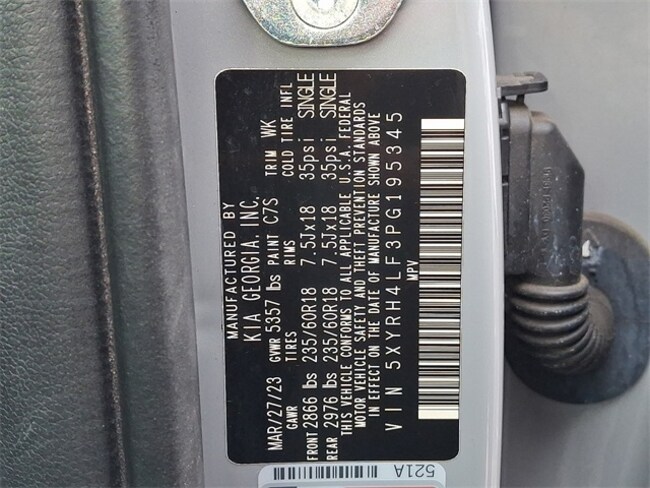 MANUFACTURED BY
KIA GEORGIA, INC.
MAR/27/23 GVWR 5357 lbs PAINT C7S TRIM WK
GAWR TIRES RIMS COLD TIRE INFL
FRONT 2866 lbs 235/60R18 7.5Jx18 35psi SINGLE
REAR 2976 lbs 235/60R18 7.5Jx18 35psi SINGLE
THIS VEHICLE CONFORMS TO ALL APPLICABLE U.S.A. FEDERAL
MOTOR VEHICLE SAFETY AND THEFT PREVENTION STANDARDS
IN EFFECT ON THE DATE OF MANUFACTURE SHOWN ABOVE
VIN 5XYRH4LF3PG195345
MPV
521A